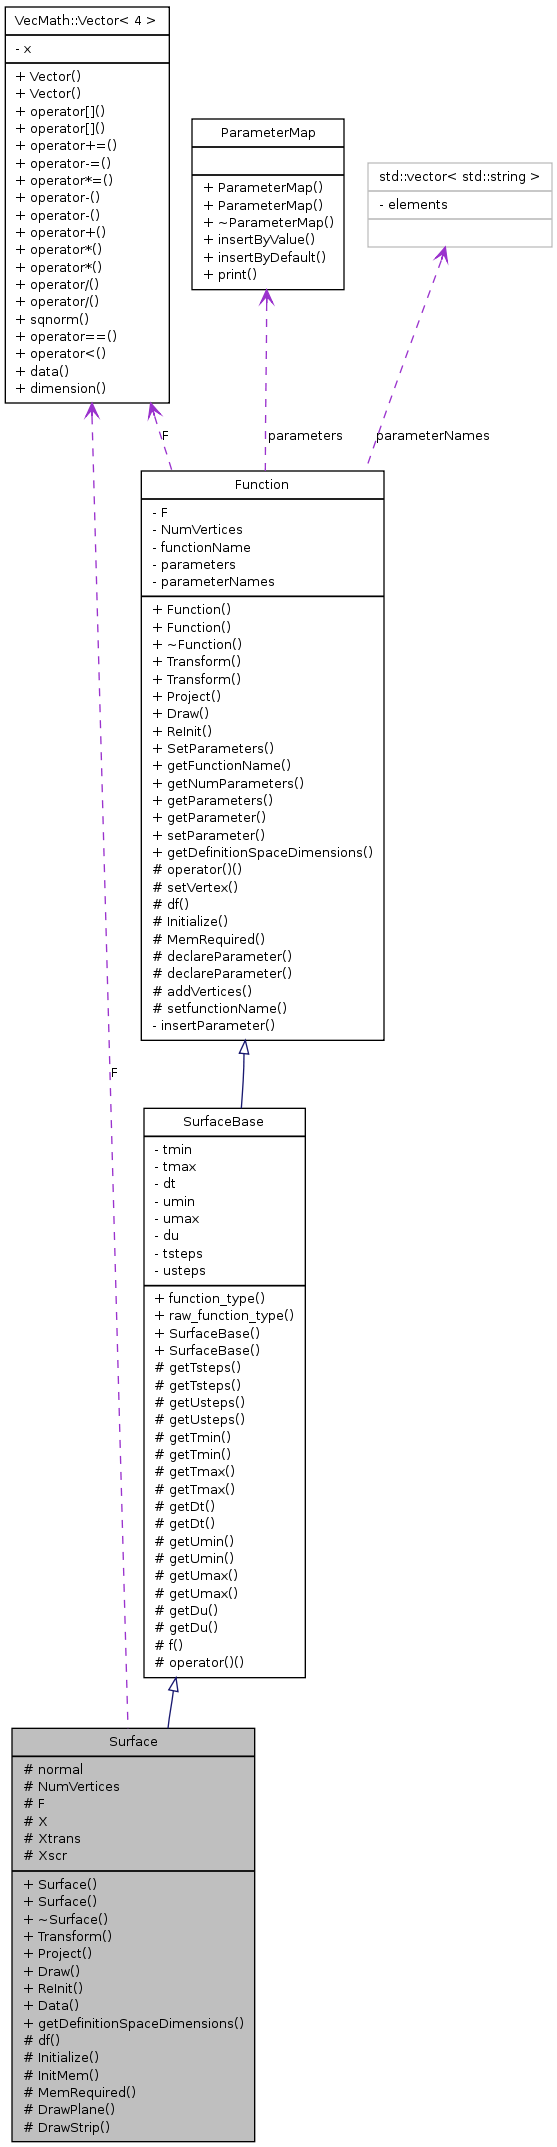 VecMath::Vector< 4 >
- x
+ Vector()
+ Vector()
+ operator[]()
+ operator[]()
+ operator+=()
+ operator-=()
+ operator*=()
+ operator-()
+ operator-()
+ operator+()
+ operator*()
+ operator*()
+ operator/()
+ operator/()
+ sqnorm()
+ operator==()
+ operator<()
+ data()
+ dimension()
ParameterMap
+ ParameterMap()
+ ParameterMap()
+ ~ParameterMap()
+ insertByValue()
+ insertByDefault()
+ print()
std::vector< std::string >
- elements
F
parameters
parameterNames
Function
- F
- NumVertices
- functionName
- parameters
- parameterNames
+ Function()
+ Function()
+ ~Function()
+ Transform()
+ Transform()
+ Project()
+ Draw()
+ ReInit()
+ SetParameters()
+ getFunctionName()
+ getNumParameters()
+ getParameters()
+ getParameter()
+ setParameter()
+ getDefinitionSpaceDimensions()
# operator()()
# setVertex()
# df()
# Initialize()
# MemRequired()
# declareParameter()
# declareParameter()
# addVertices()
# setfunctionName()
- insertParameter()
F
SurfaceBase
- tmin
- tmax
- dt
- umin
- umax
- du
- tsteps
- usteps
+ function_type()
+ raw_function_type()
+ SurfaceBase()
+ SurfaceBase()
# getTsteps()
# getTsteps()
# getUsteps()
# getUsteps()
# getTmin()
# getTmin()
# getTmax()
# getTmax()
# getDt()
# getDt()
# getUmin()
# getUmin()
# getUmax()
# getUmax()
# getDu()
# getDu()
# f()
# operator()()
Surface
# normal
# NumVertices
# F
# X
# Xtrans
# Xscr
+ Surface()
+ Surface()
+ ~Surface()
+ Transform()
+ Project()
+ Draw()
+ ReInit()
+ Data()
+ getDefinitionSpaceDimensions()
# df()
# Initialize()
# InitMem()
# MemRequired()
# DrawPlane()
# DrawStrip()